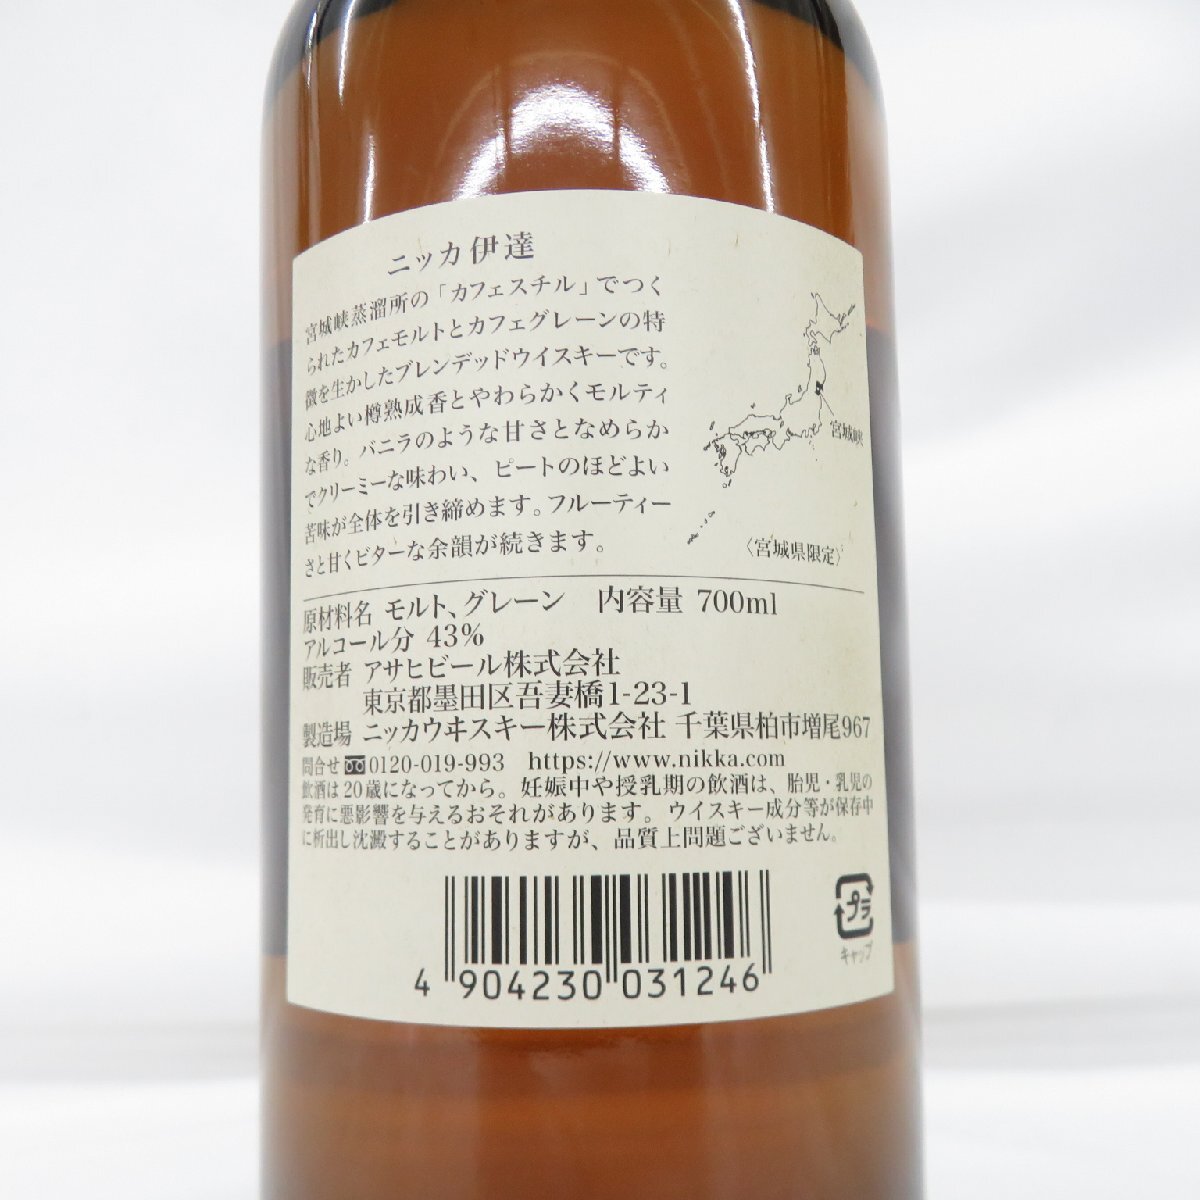 ニッカ伊達
宮城峡蒸溜所の「カフェスチル」でつく
られたカフェモルトとカフェグレーンの特
徴を生かしたブレンデッドウイスキーです。
心地よい樽熟成香とやわらかくモルティ
な香り。バニラのような甘さとなめらか
でクリーミーな味わい、ピートのほどよい
苦味が全体を引き締めます。フルーティー
さと甘くビターな余韻が続きます。
宮城峡
〈宮城県限定〉
原材料名 モルト、グレーン 内容量 700ml
アルコール分 43%
販売者 アサヒビール株式会社
東京都墨田区吾妻橋1-23-1
製造場 ニッカウヰスキー株式会社 千葉県柏市増尾967
問合せ 0120-019-993 https://www.nikka.com
飲酒は20歳になってから。妊娠中や授乳期の飲酒は、胎児・乳児の
発育に悪影響を与えるおそれがあります。ウイスキー成分等が保存中
に析出し沈澱することがありますが、品質上問題ございません。
プラ
キャップ
4 904230 031246